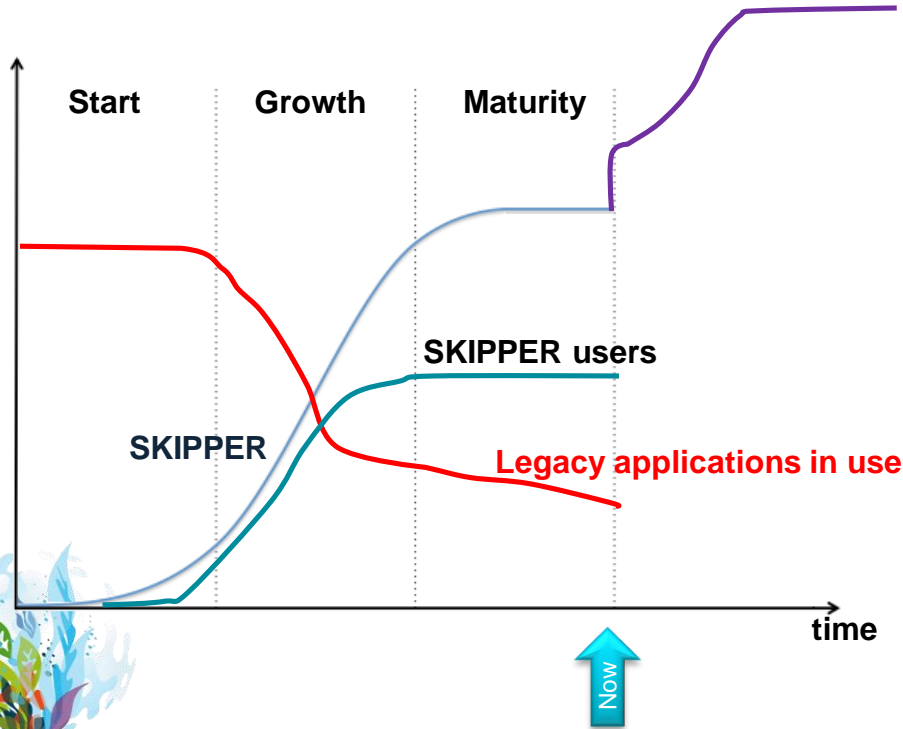 Start
Growth
Maturity
SKIPPER users
SKIPPER
Legacy applications in use
time
Now